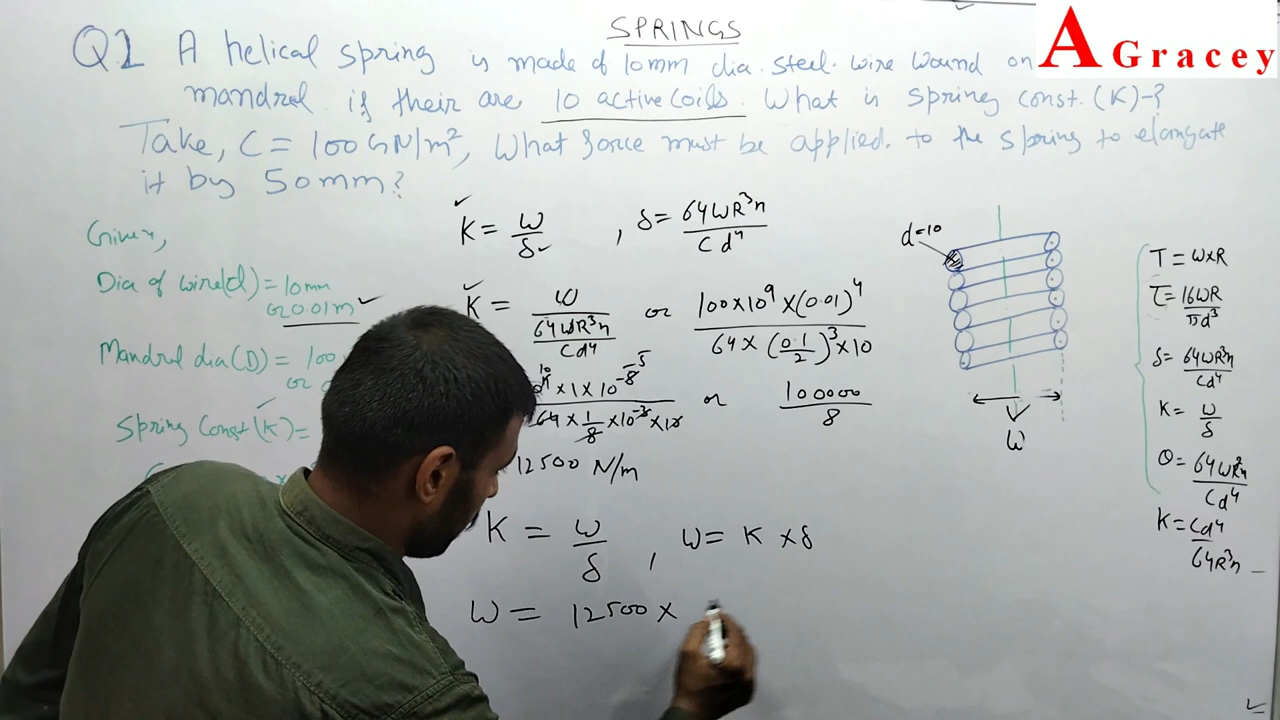 SPRINGS
A Gracey
Q1 A helical spring is made of 10mm dia. steel. wire wound on
mandrel if their are 10 active coils. What is spring const. (K)-?
Take, C = 100 GN/m², What force must be applied. to the spring to elongate
it by 50mm?
Given,
Dia of wire(d) = 10mm
or 0.01m
Mandrel dia(D) = 100
or
Spring Const(K) =
K = W/δ , δ = 64WR³n/Cd⁴
K = W/(64WR³n/Cd⁴) or 100×10⁹×(0.01)⁴/(64×(0.1/2)³×10)
×1×10⁻⁸ ⁻⁵/(64×1/8×10⁻³×10) or 100000/8
12500 N/m
K = W/δ , W = K×δ
W = 12500×
d=10
W
T = W×R
τ = 16WR/πd³
δ = 64WR³n/Cd⁴
K = W/δ
θ = 64WR²n/Cd⁴
K = Cd⁴/64R³n